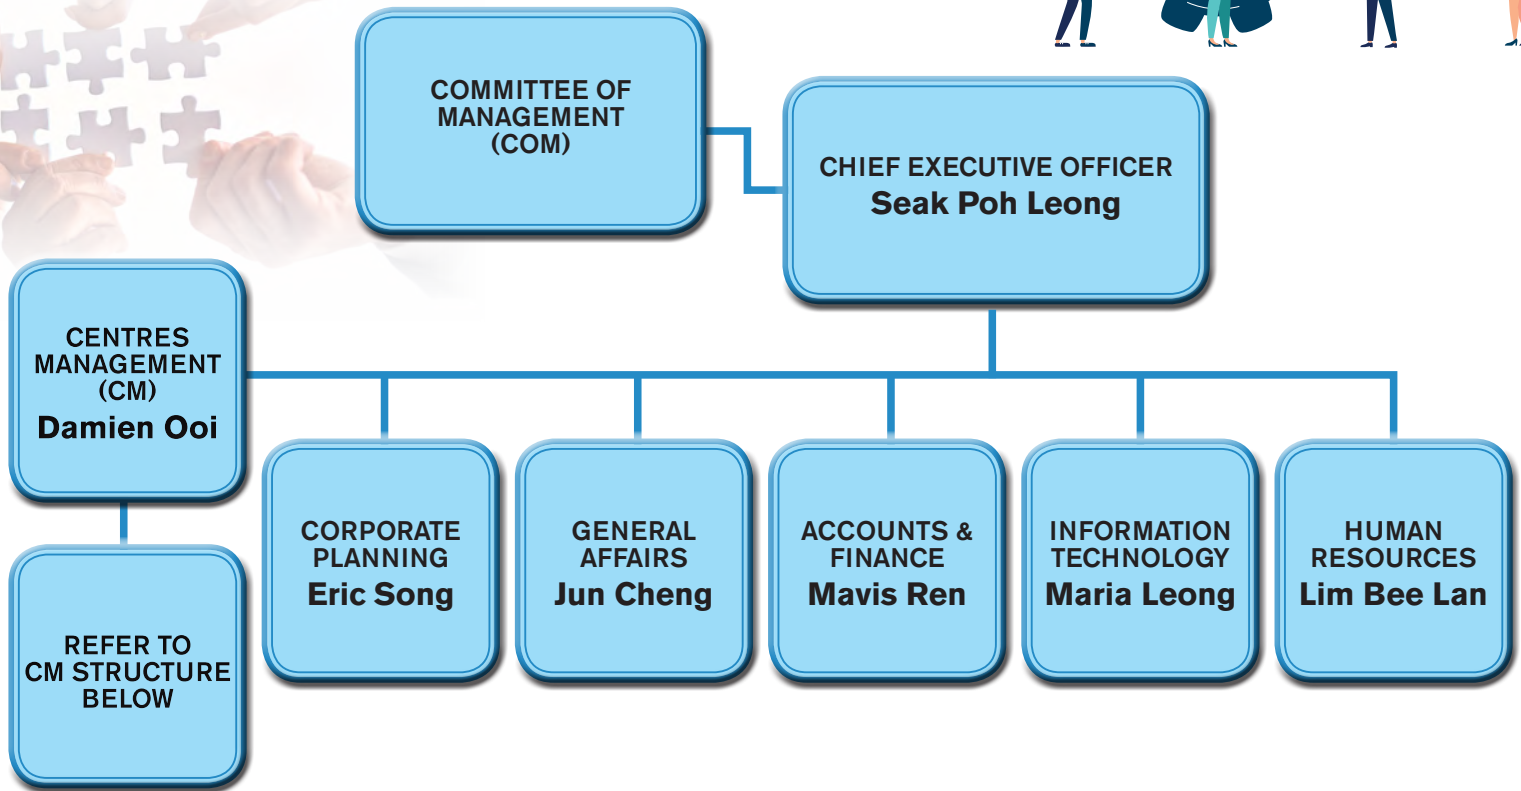 COMMITTEE OF
MANAGEMENT
(COM)
CHIEF EXECUTIVE OFFICER
Seak Poh Leong
CENTRES
MANAGEMENT
(CM)
Damien Ooi
CORPORATE
PLANNING
Eric Song
GENERAL
AFFAIRS
Jun Cheng
ACCOUNTS &
FINANCE
Mavis Ren
INFORMATION
TECHNOLOGY
Maria Leong
HUMAN
RESOURCES
Lim Bee Lan
REFER TO
CM STRUCTURE
BELOW